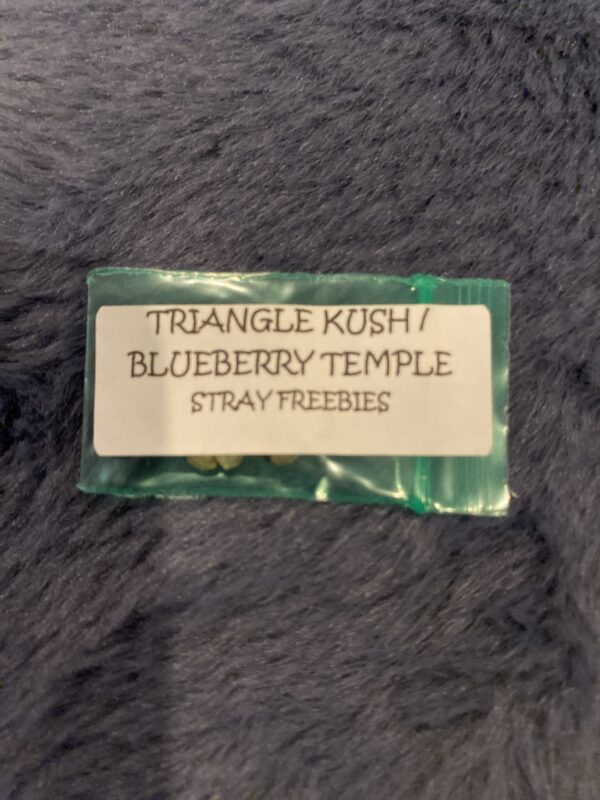 TRIANGLE KUSH /
BLUEBERRY TEMPLE
STRAY FREEBIES